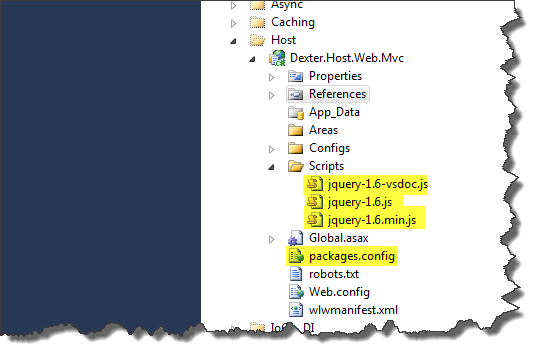 Async
Caching
Host
Dexter.Host.Web.Mvc
Properties
References
App_Data
Areas
Configs
Scripts
jquery-1.6-vsdoc.js
jquery-1.6.js
jquery-1.6.min.js
Global.asax
packages.config
robots.txt
Web.config
wlwmanifest.xml
DI